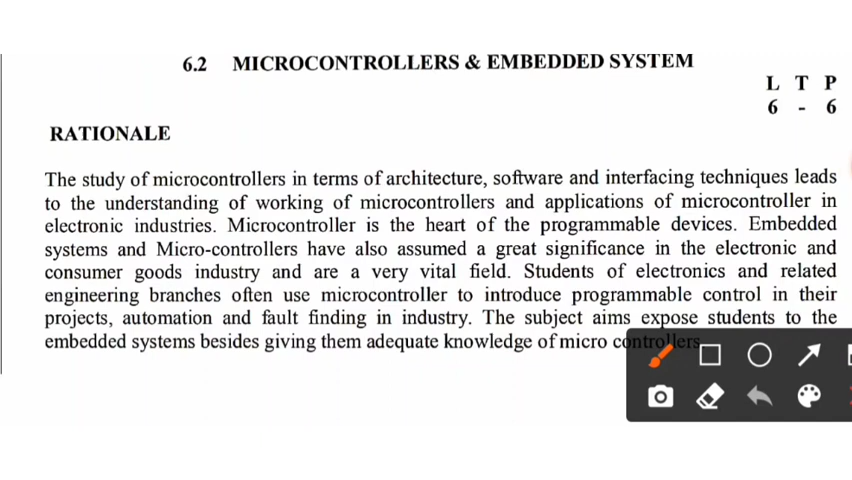 6.2 MICROCONTROLLERS & EMBEDDED SYSTEM
L T P
6 - 6
RATIONALE
The study of microcontrollers in terms of architecture, software and interfacing techniques leads
to the understanding of working of microcontrollers and applications of microcontroller in
electronic industries. Microcontroller is the heart of the programmable devices. Embedded
systems and Micro-controllers have also assumed a great significance in the electronic and
consumer goods industry and are a very vital field. Students of electronics and related
engineering branches often use microcontroller to introduce programmable control in their
projects, automation and fault finding in industry. The subject aims expose students to the
embedded systems besides giving them adequate knowledge of micro controllers